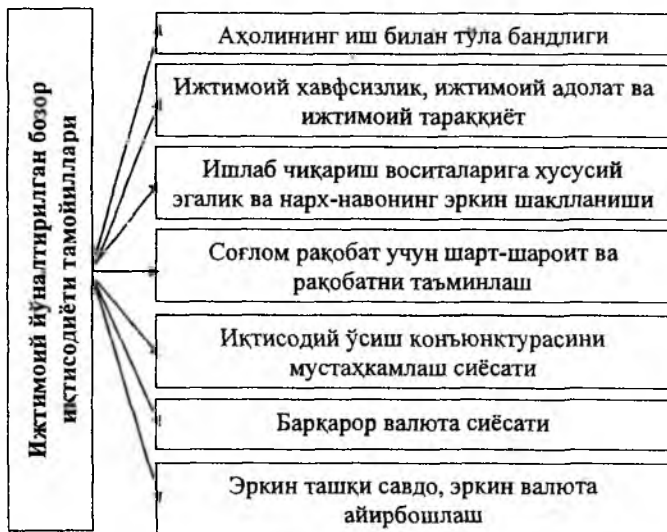 Ижтимоий йўналтирилган бозор
иқтисодиёти тамойиллари
Аҳолининг иш билан тўла бандлиги
Ижтимоий хавфсизлик, ижтимоий адолат ва
ижтимоий тараққиёт
Ишлаб чиқариш воситаларига хусусий
эгалик ва нарх-навонинг эркин шаклланиши
Соғлом рақобат учун шарт-шароит ва
рақобатни таъминлаш
Иқтисодий ўсиш конъюнктурасини
мустаҳкамлаш сиёсати
Барқарор валюта сиёсати
Эркин ташқи савдо, эркин валюта
айирбошлаш